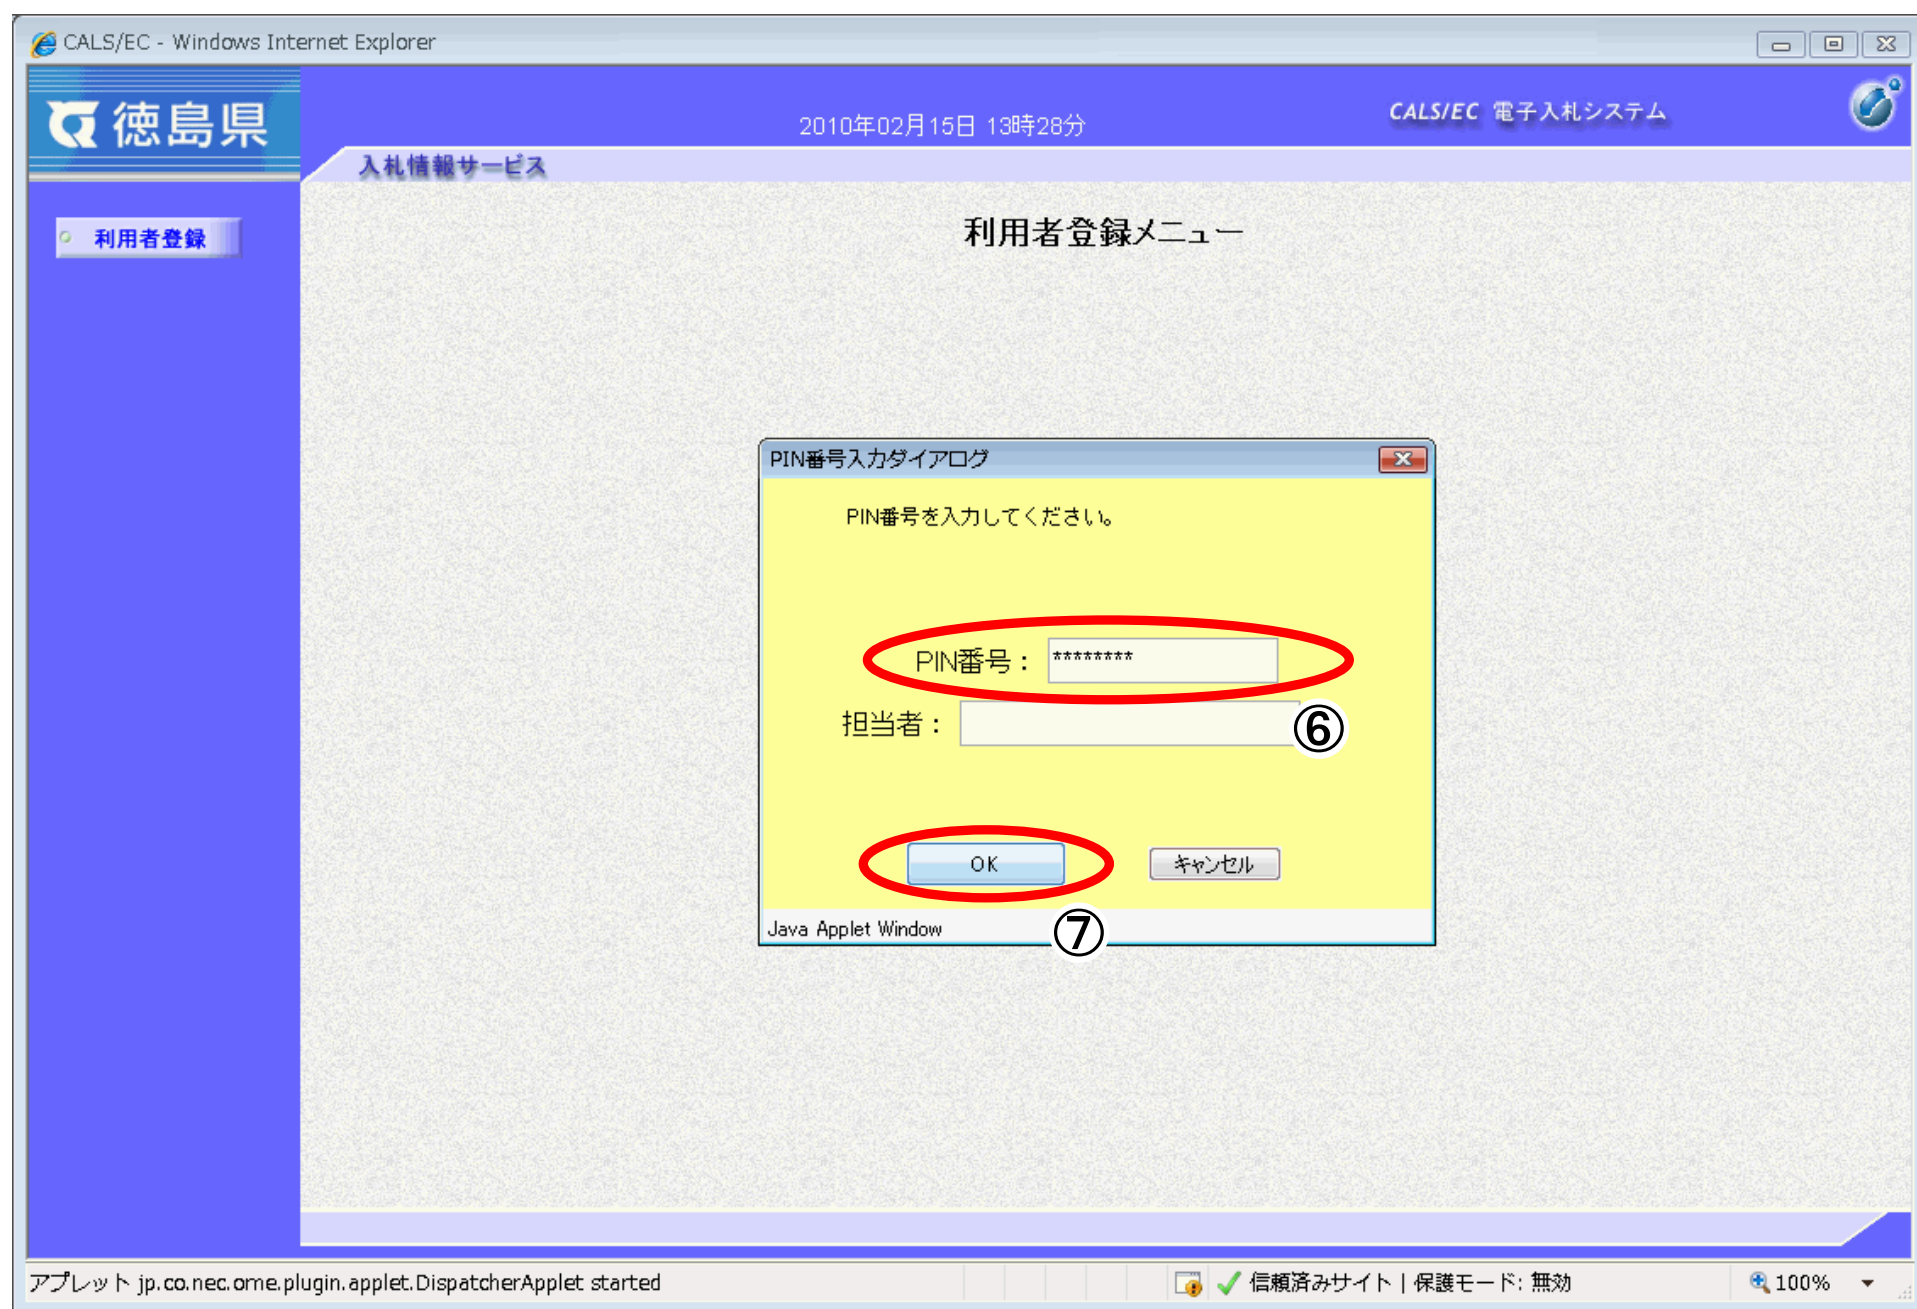 CALS/EC - Windows Internet Explorer
徳島県
2010年02月15日 13時28分
CALS/EC 電子入札システム
入札情報サービス
利用者登録
利用者登録メニュー
PIN番号入力ダイアログ
PIN番号を入力してください。
PIN番号： ********
担当者：
⑥
OK
キャンセル
⑦
Java Applet Window
アプレット jp.co.nec.ome.plugin.applet.DispatcherApplet started
信頼済みサイト | 保護モード: 無効
100%